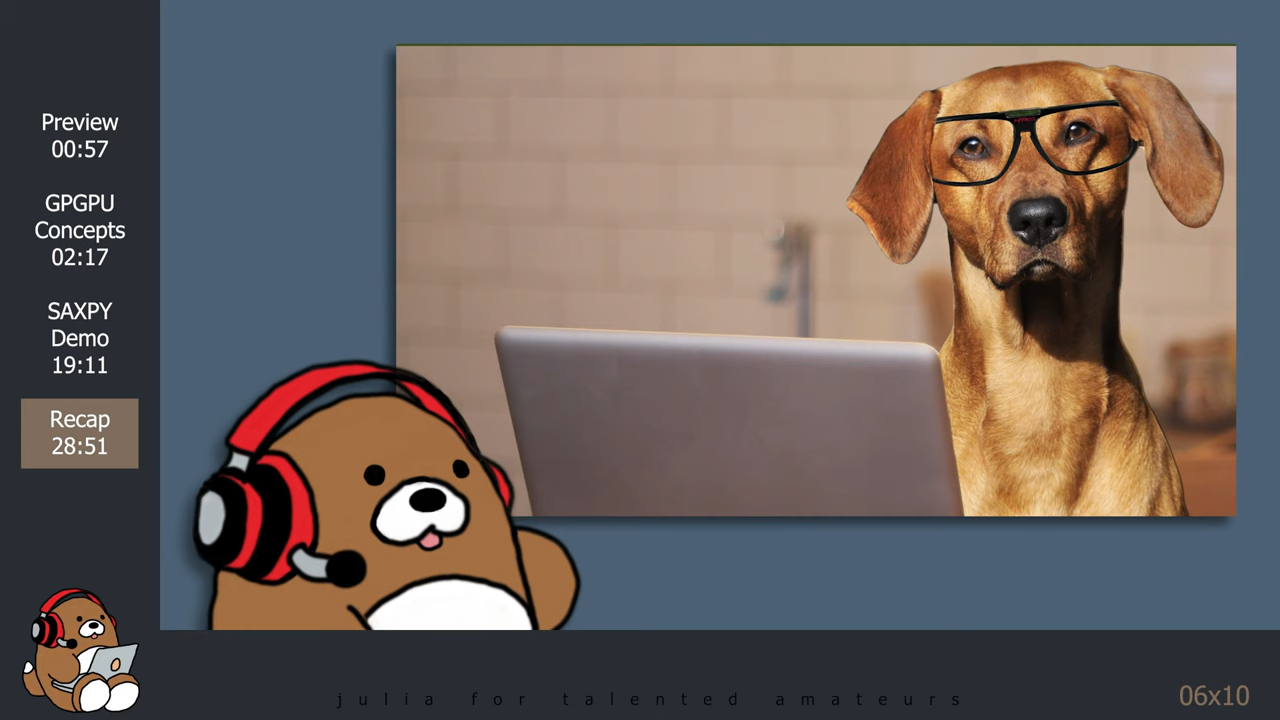 Preview
00:57
GPGPU
Concepts
02:17
SAXPY
Demo
19:11
Recap
28:51
julia for talented amateurs
06x10